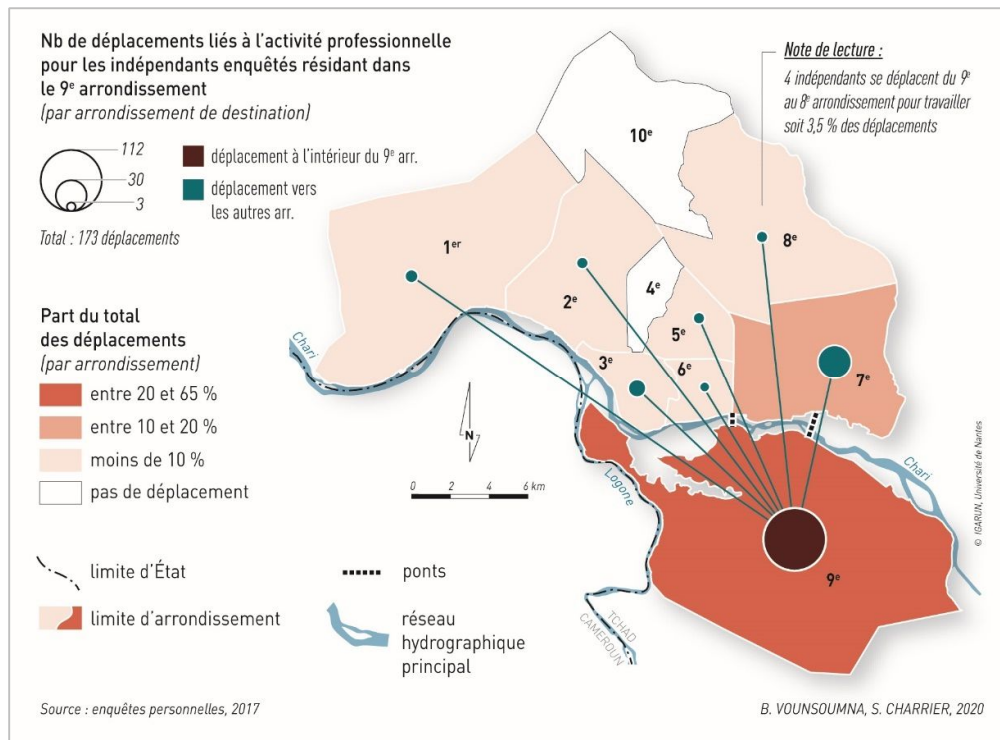 Nb de déplacements liés à l'activité professionnelle
pour les indépendants enquêtés résidant dans
le 9e arrondissement
(par arrondissement de destination)
112
30
3
déplacement à l'intérieur du 9e arr.
déplacement vers
les autres arr.
Total : 173 déplacements
Note de lecture :
4 indépendants se déplacent du 9e
au 8e arrondissement pour travailler
soit 3,5 % des déplacements
Part du total
des déplacements
(par arrondissement)
entre 20 et 65 %
entre 10 et 20 %
moins de 10 %
pas de déplacement
limite d'État
limite d'arrondissement
ponts
réseau
hydrographique
principal
10e
1er
8e
2e
4e
5e
3e
6e
7e
9e
Chari
Chari
Logone
N
0 2 4 6 km
TCHAD
CAMEROUN
© IGARUN, Université de Nantes
Source : enquêtes personnelles, 2017
B. VOUNSOUMNA, S. CHARRIER, 2020